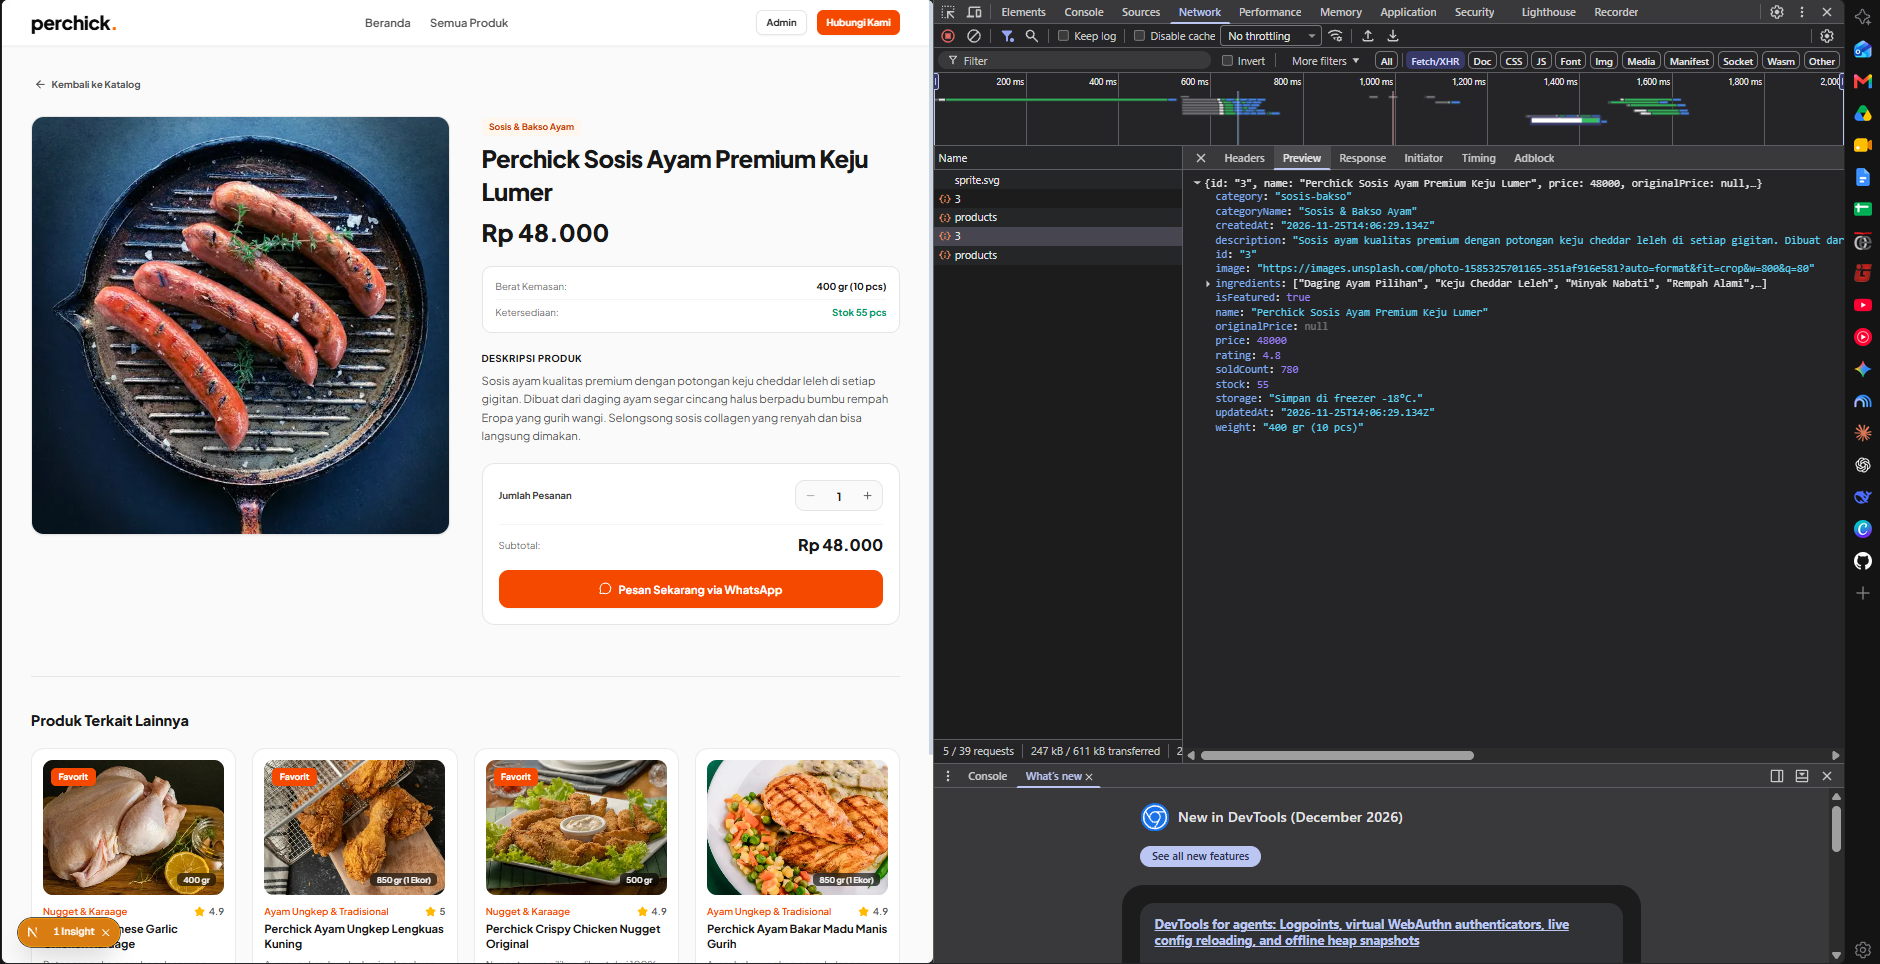 perchick.
Beranda
Semua Produk
Admin
Hubungi Kami
Kembali ke Katalog
Sosis & Bakso Ayam
Perchick Sosis Ayam Premium Keju
Lumer
Rp 48.000
Berat Kemasan:
400 gr (10 pcs)
Ketersediaan:
Stok 55 pcs
DESKRIPSI PRODUK
Sosis ayam kualitas premium dengan potongan keju cheddar leleh di setiap
gigitan. Dibuat dari daging ayam segar cincang halus berpadu bumbu rempah
Eropa yang gurih wangi. Selongsong sosis collagen yang renyah dan bisa
langsung dimakan.
Jumlah Pesanan
− 1 +
Subtotal:
Rp 48.000
Pesan Sekarang via WhatsApp
Produk Terkait Lainnya
Favorit
400 gr
Nugget & Karaage
4.9
nese Garlic
age
Favorit
850 gr (1 Ekor)
Ayam Ungkep & Tradisional
5
Perchick Ayam Ungkep Lengkuas
Kuning
Favorit
500 gr
Nugget & Karaage
4.9
Perchick Crispy Chicken Nugget
Original
850 gr (1 Ekor)
Ayam Ungkep & Tradisional
4.9
Perchick Ayam Bakar Madu Manis
Gurih
N 1 Insight ×
Elements
Console
Sources
Network
Performance
Memory
Application
Security
Lighthouse
Recorder
Keep log
Disable cache
No throttling
Filter
Invert
More filters
All
Fetch/XHR
Doc
CSS
JS
Font
Img
Media
Manifest
Socket
Wasm
Other
200 ms
400 ms
600 ms
800 ms
1,000 ms
1,200 ms
1,400 ms
1,600 ms
1,800 ms
2,000
Name
sprite.svg
3
products
3
products
Headers
Preview
Response
Initiator
Timing
Adblock
{id: "3", name: "Perchick Sosis Ayam Premium Keju Lumer", price: 48000, originalPrice: null,…}
category: "sosis-bakso"
categoryName: "Sosis & Bakso Ayam"
createdAt: "2026-11-25T14:06:29.134Z"
description: "Sosis ayam kualitas premium dengan potongan keju cheddar leleh di setiap gigitan. Dibuat dar
id: "3"
image: "https://images.unsplash.com/photo-1585325701165-351af916e581?auto=format&fit=crop&w=800&q=80"
ingredients: ["Daging Ayam Pilihan", "Keju Cheddar Leleh", "Minyak Nabati", "Rempah Alami",…]
isFeatured: true
name: "Perchick Sosis Ayam Premium Keju Lumer"
originalPrice: null
price: 48000
rating: 4.8
soldCount: 780
stock: 55
storage: "Simpan di freezer -18°C."
updatedAt: "2026-11-25T14:06:29.134Z"
weight: "400 gr (10 pcs)"
5 / 39 requests
247 kB / 611 kB transferred
2
Console
What's new
New in DevTools (December 2026)
See all new features
DevTools for agents: Logpoints, virtual WebAuthn authenticators, live
config reloading, and offline heap snapshots